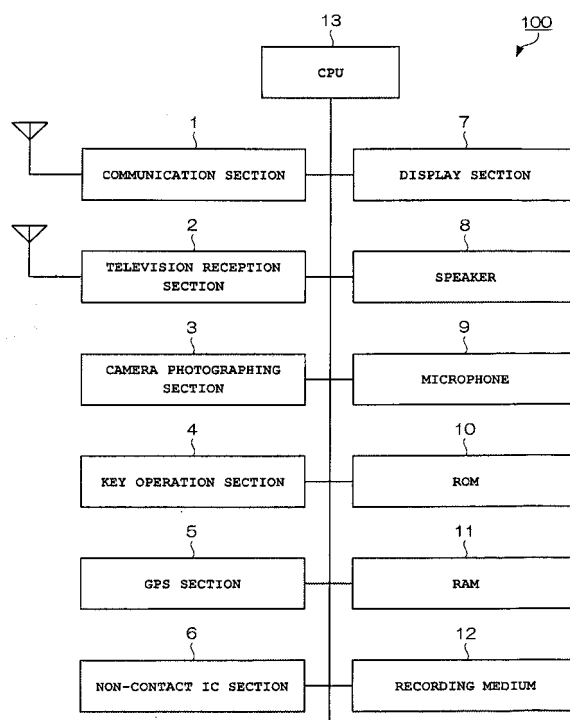 13
100
CPU
1
COMMUNICATION SECTION
7
DISPLAY SECTION
2
TELEVISION RECEPTION
SECTION
8
SPEAKER
3
CAMERA PHOTOGRAPHING
SECTION
9
MICROPHONE
4
KEY OPERATION SECTION
10
ROM
5
GPS SECTION
11
RAM
6
NON-CONTACT IC SECTION
12
RECORDING MEDIUM